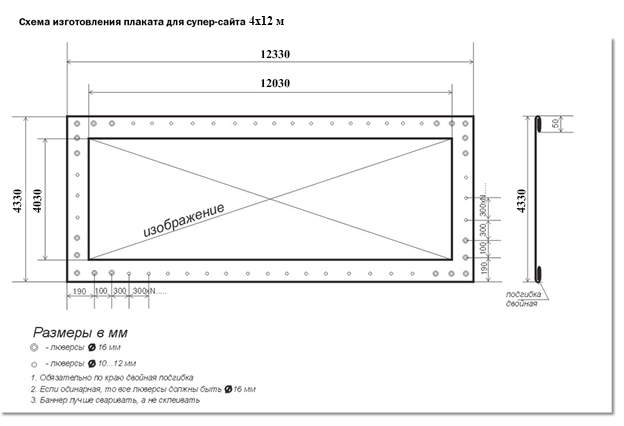 Схема изготовления плаката для супер-сайта 4х12 м
12330
12030
4330
4030
изображение
50
4330
300xN.....
300
100
190
190 100 300 300xN.....
подгибка
двойная
Размеры в мм
- люверсы Ø 16 мм
- люверсы Ø 10...12 мм
1. Обязательно по краю двойная подгибка
2. Если одинарная, то все люверсы должны быть Ø 16 мм
3. Баннер лучше сваривать, а не склеивать